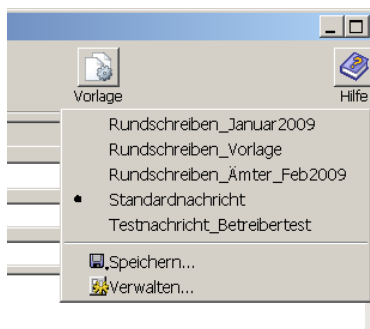 Vorlage
Hilfe
Rundschreiben_Januar2009
Rundschreiben_Vorlage
Rundschreiben_Ämter_Feb2009
Standardnachricht
Testnachricht_Betreibertest
Speichern...
Verwalten...